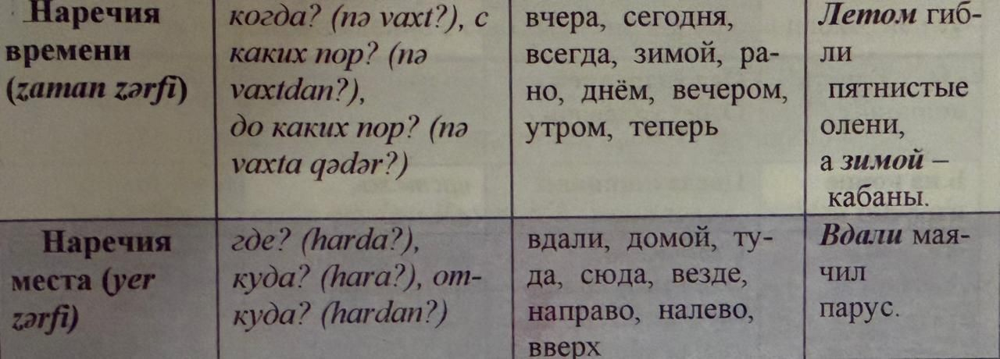 Наречия
времени
(zaman zərfi)
когда? (nə vaxt?), с
каких пор? (nə
vaxtdan?),
до каких пор? (nə
vaxta qədər?)
вчера, сегодня,
всегда, зимой, ра-
но, днём, вечером,
утром, теперь
Летом гиб-
ли
пятнистые
олени,
а зимой –
кабаны.
Наречия
места (yer
zərfi)
где? (harda?),
куда? (hara?), от-
куда? (hardan?)
вдали, домой, ту-
да, сюда, везде,
направо, налево,
вверх
Вдали мая-
чил
парус.